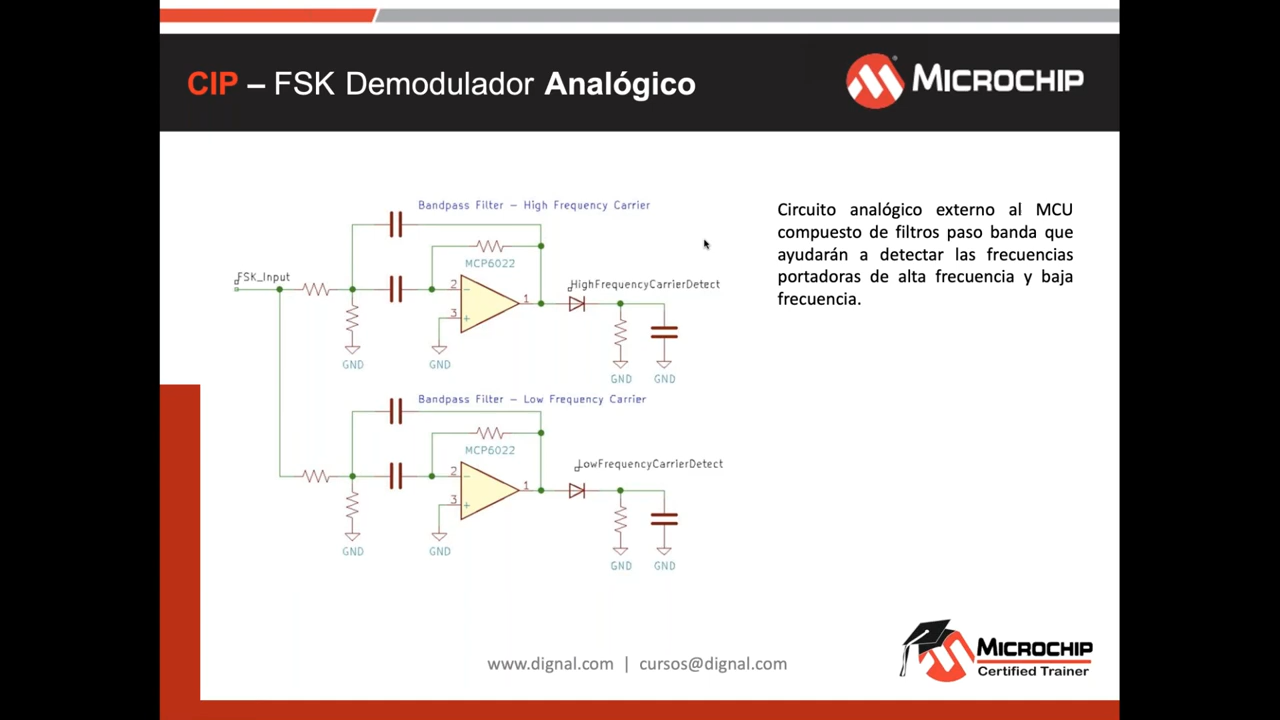 CIP – FSK Demodulador Analógico
MICROCHIP
Bandpass Filter – High Frequency Carrier
MCP6022
FSK_Input
2
-
1
3
+
HighFrequencyCarrierDetect
GND
GND
GND
GND
Circuito analógico externo al MCU
compuesto de filtros paso banda que
ayudarán a detectar las frecuencias
portadoras de alta frecuencia y baja
frecuencia.
Bandpass Filter – Low Frequency Carrier
MCP6022
2
-
1
3
+
LowFrequencyCarrierDetect
GND
GND
GND
GND
www.dignal.com | cursos@dignal.com
MICROCHIP
Certified Trainer